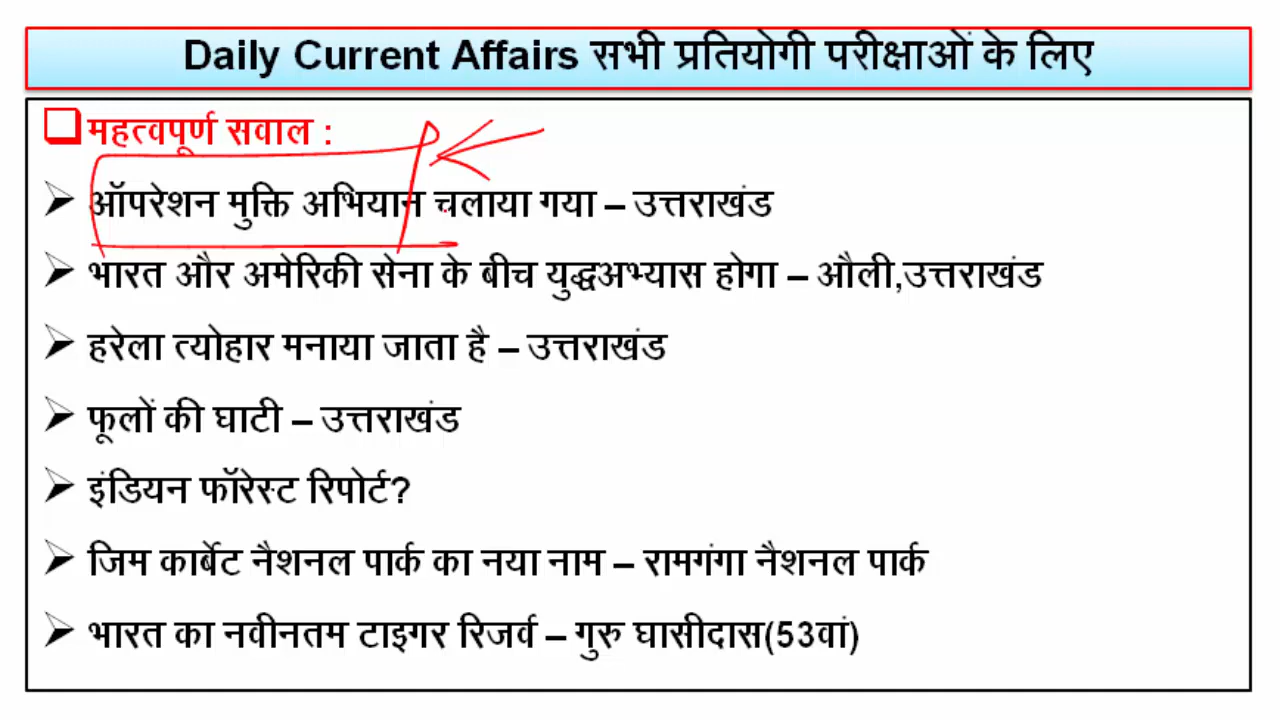 Daily Current Affairs सभी प्रतियोगी परीक्षाओं के लिए
महत्वपूर्ण सवाल :
ऑपरेशन मुक्ति अभियान चलाया गया – उत्तराखंड
भारत और अमेरिकी सेना के बीच युद्धअभ्यास होगा – औली,उत्तराखंड
हरेला त्योहार मनाया जाता है – उत्तराखंड
फूलों की घाटी – उत्तराखंड
इंडियन फॉरेस्ट रिपोर्ट?
जिम कार्बेट नैशनल पार्क का नया नाम – रामगंगा नैशनल पार्क
भारत का नवीनतम टाइगर रिजर्व – गुरु घासीदास(53वां)